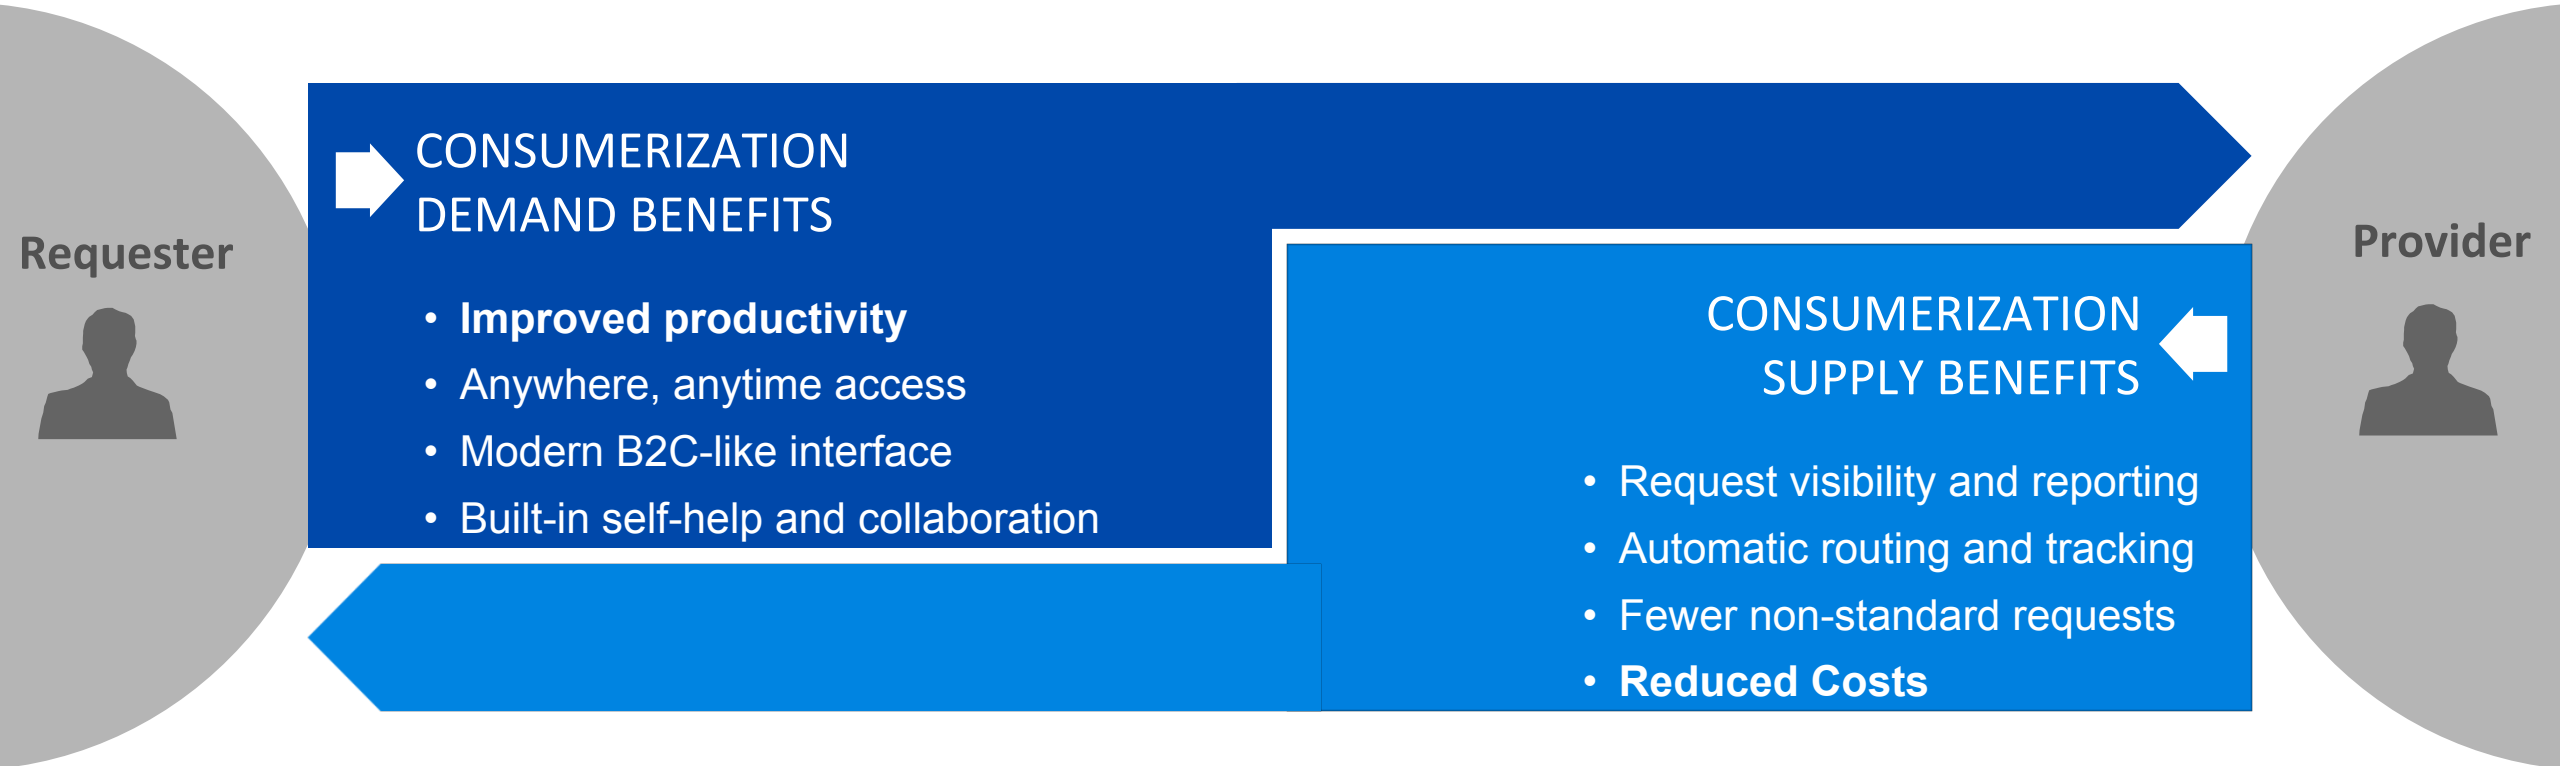 Requester
CONSUMERIZATION
DEMAND BENEFITS
• Improved productivity
• Anywhere, anytime access
• Modern B2C-like interface
• Built-in self-help and collaboration
CONSUMERIZATION
SUPPLY BENEFITS
• Request visibility and reporting
• Automatic routing and tracking
• Fewer non-standard requests
• Reduced Costs
Provider